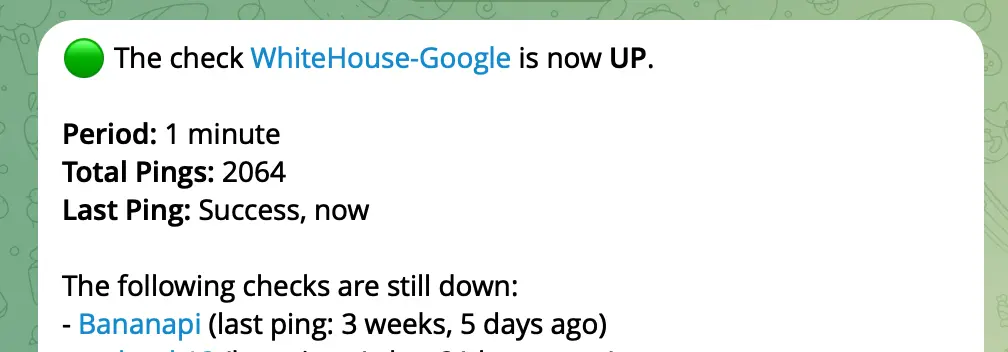 The check WhiteHouse-Google is now UP.
Period: 1 minute
Total Pings: 2064
Last Ping: Success, now
The following checks are still down:
- Bananapi (last ping: 3 weeks, 5 days ago)